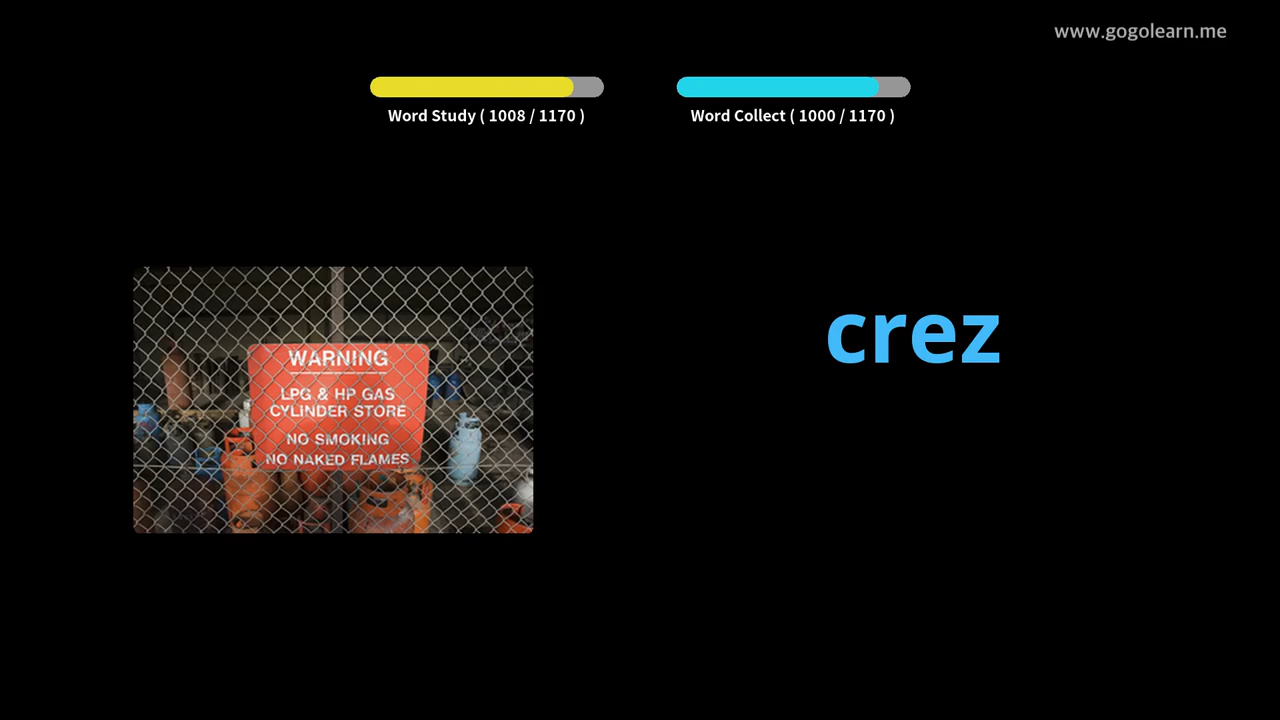 www.gogolearn.me
Word Study ( 1008 / 1170 )
Word Collect ( 1000 / 1170 )
crez
WARNING
LPG & HP GAS
CYLINDER STORE
NO SMOKING
NO NAKED FLAMES